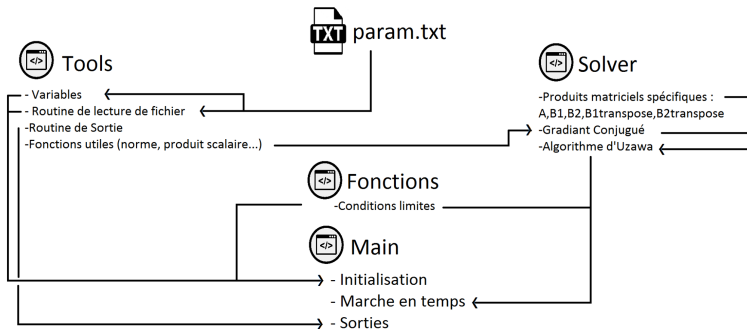 TXT param.txt
</> Tools
- Variables
- Routine de lecture de fichier
-Routine de Sortie
-Fonctions utiles (norme, produit scalaire...)
</> Solver
-Produits matriciels spécifiques :
A,B1,B2,B1transpose,B2transpose
-Gradiant Conjugué
-Algorithme d'Uzawa
</> Fonctions
-Conditions limites
</> Main
- Initialisation
- Marche en temps
- Sorties